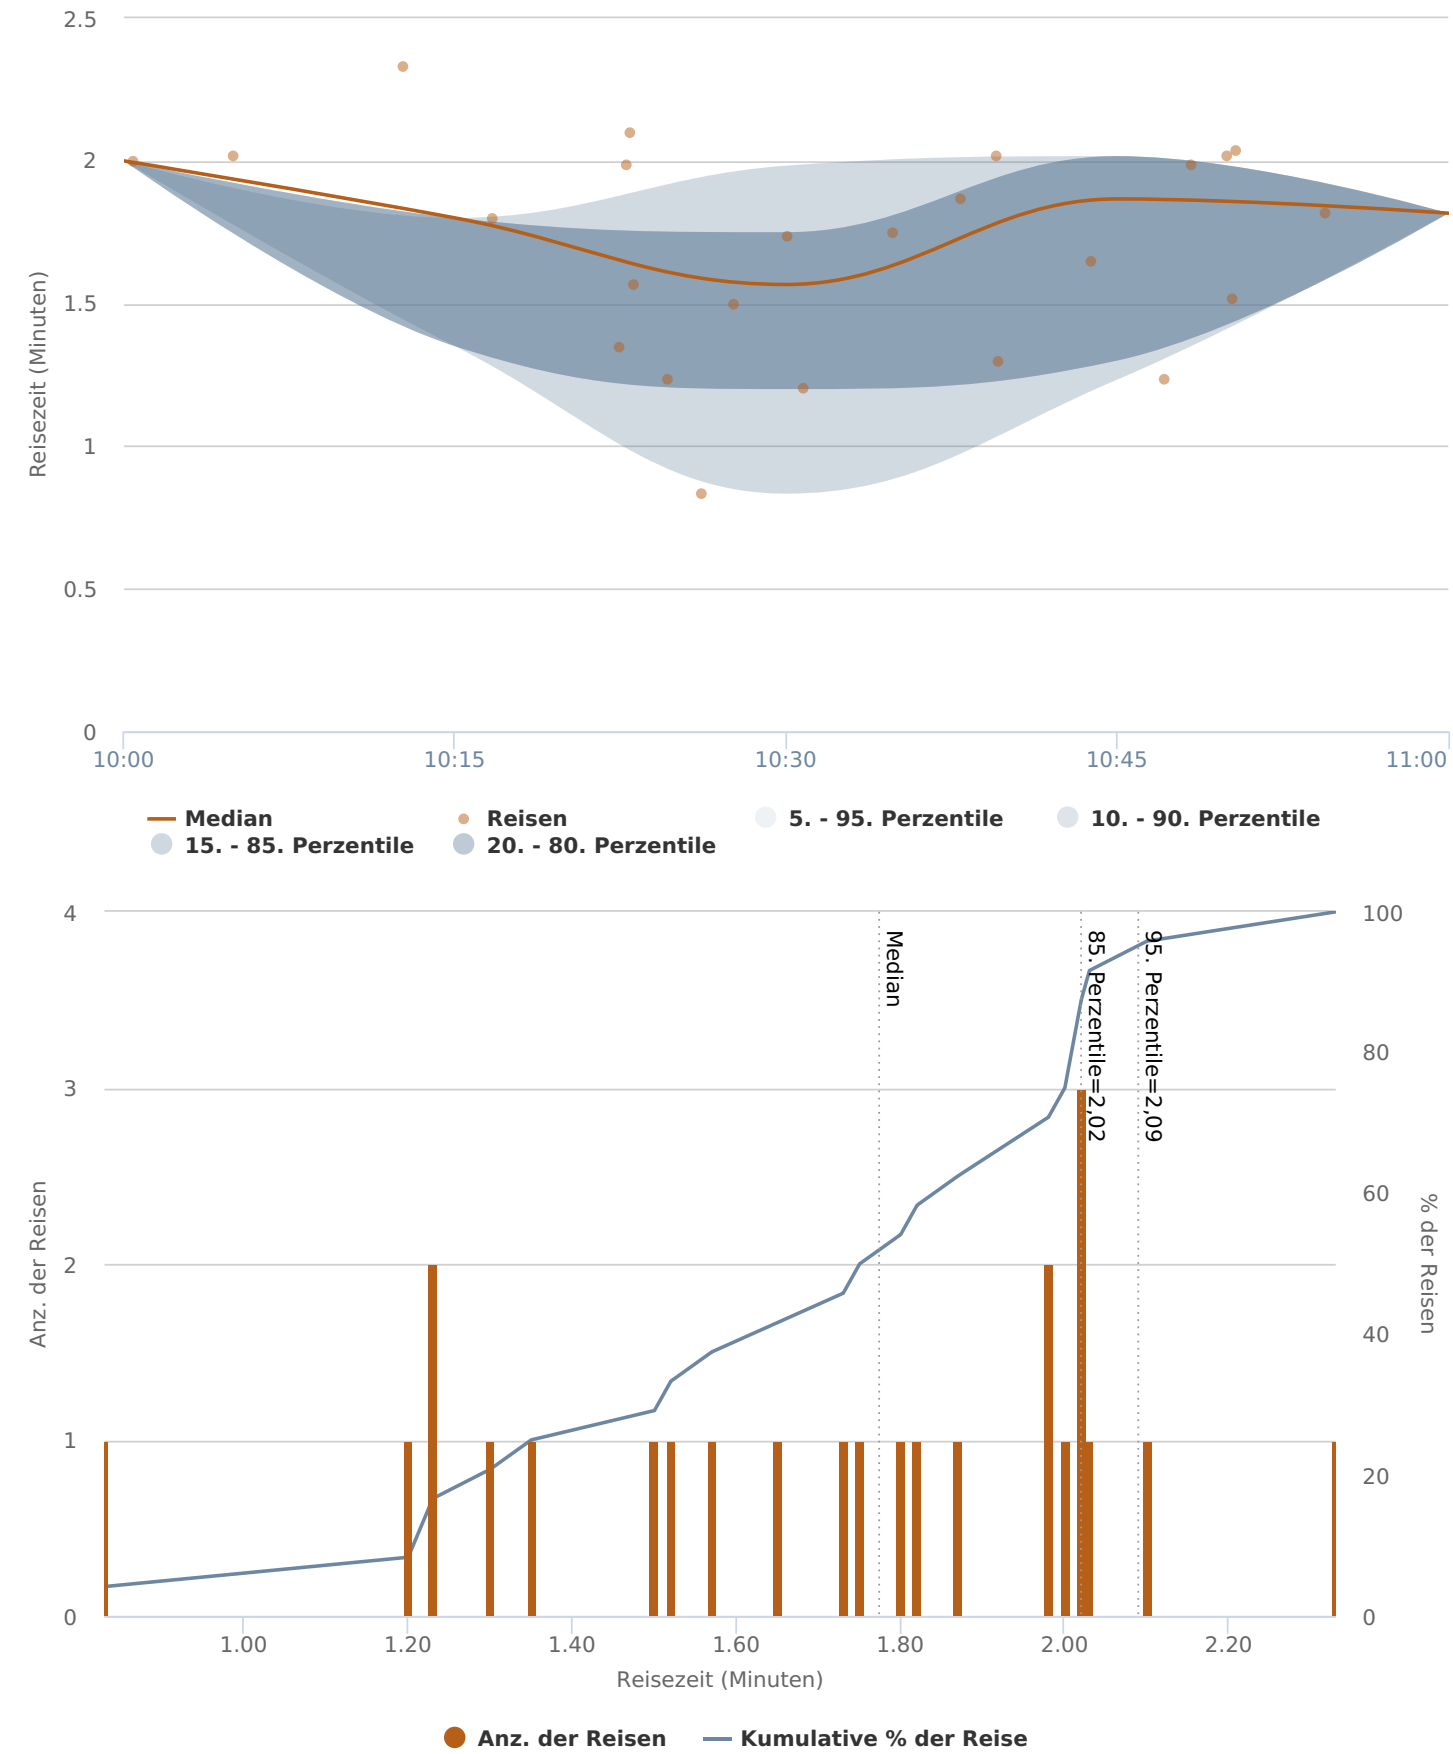 2.5
2
1.5
1
0.5
0
Reisezeit (Minuten)
10:00 10:15 10:30 10:45 11:00
Median Reisen 5. - 95. Perzentile 10. - 90. Perzentile
15. - 85. Perzentile 20. - 80. Perzentile
4
3
2
1
0
Anz. der Reisen
Median
85. Perzentile=2,02
95. Perzentile=2,09
100
80
60
40
20
0
% der Reisen
1.00 1.20 1.40 1.60 1.80 2.00 2.20
Reisezeit (Minuten)
Anz. der Reisen Kumulative % der Reise